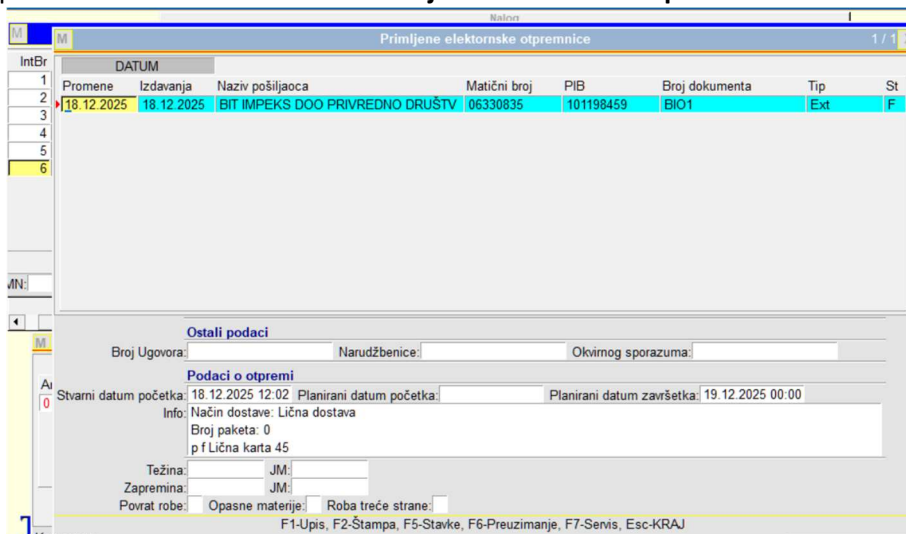 Nalog
M
M Primljene elektornske otpremnice 1 / 1
IntBr
DATUM
Promene Izdavanja Naziv pošiljaoca Matični broj PIB Broj dokumenta Tip St
18.12.2025 18.12.2025 BIT IMPEKS DOO PRIVREDNO DRUŠTV 06330835 101198459 BIO1 Ext F
1
2
3
4
5
6
MN:
Ostali podaci
Broj Ugovora: Narudžbenice: Okvirnog sporazuma:
M
Podaci o otpremi
Stvarni datum početka: 18.12.2025 12:02 Planirani datum početka: Planirani datum završetka: 19.12.2025 00:00
0
Info: Način dostave: Lična dostava
Broj paketa: 0
p f Lična karta 45
Težina: JM:
Zapremina: JM:
Povrat robe: Opasne materije: Roba treće strane:
F1-Upis, F2-Štampa, F5-Stavke, F6-Preuzimanje, F7-Servis, Esc-KRAJ